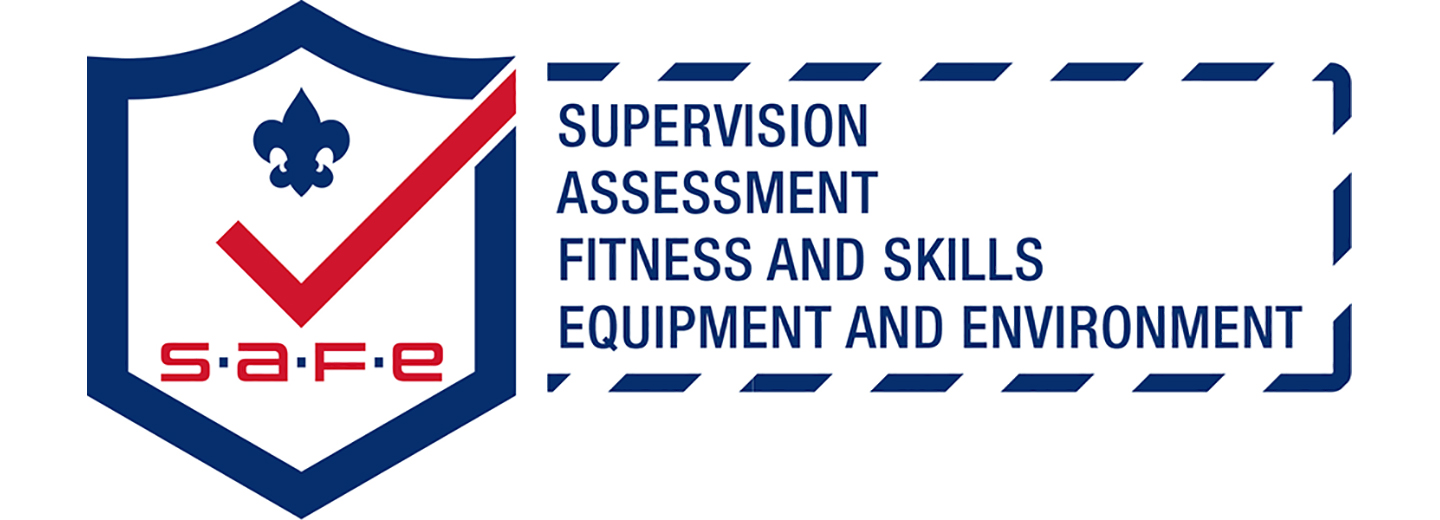 s·a·F·e
SUPERVISION
ASSESSMENT
FITNESS AND SKILLS
EQUIPMENT AND ENVIRONMENT